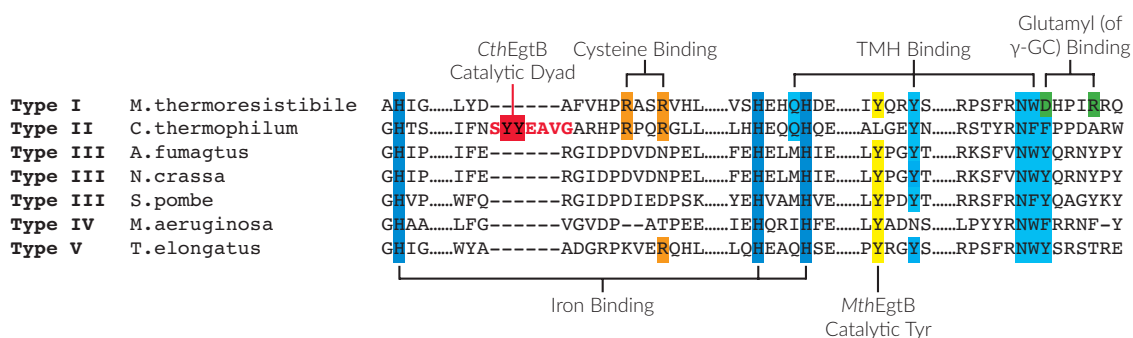 Glutamyl (of
γ-GC) Binding
CthEgtB
Catalytic Dyad
Cysteine Binding
TMH Binding
Type I M.thermoresistibile AHIG.....LYD------AFVHPRASRVHL.....VSHEHQHDE.....IYQRYS.....RPSFRNWDHPIRRQ
Type II C.thermophilum GHTS.....IFNSYYEAVGARHPRPQRGLL.....LHHEQQHQE.....ALGEYN.....RSTYRNFFPPDARW
Type III A.fumagtus GHIP.....IFE------RGIDPDVDNPEL.....FEHELMHIE.....LYPGYT.....RKSFVNWYQRNYPY
Type III N.crassa GHIP.....IFE------RGIDPDVDNPEL.....FEHELMHIE.....LYPGYT.....RKSFVNWYQRNYPY
Type III S.pombe GHVP.....WFQ------RGIDPDIEDPSK.....YEHVAMHVE.....LYPDYT.....RRSFRNFYQAGYKY
Type IV M.aeruginosa GHAA.....LFG------VGVDP--ATPEE.....IEHQRIHFE.....LYADNS.....LPYYRNWFRRNF-Y
Type V T.elongatus GHIG.....WYA------ADGRPKVERQHL.....LQHEAQHSE.....PYRGYS.....RPSFRNWYSRSTRE
Iron Binding
MthEgtB
Catalytic Tyr